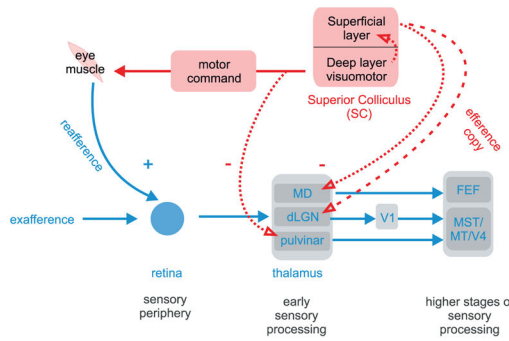 Superficial
layer
Deep layer
visuomotor
Superior Colliculus
(SC)
motor
command
eye
muscle
reafference
efference
copy
+
-
-
exafference
MD
dLGN
pulvinar
V1
FEF
MST/
MT/V4
retina
thalamus
sensory
periphery
early
sensory
processing
higher stages o
sensory
processing